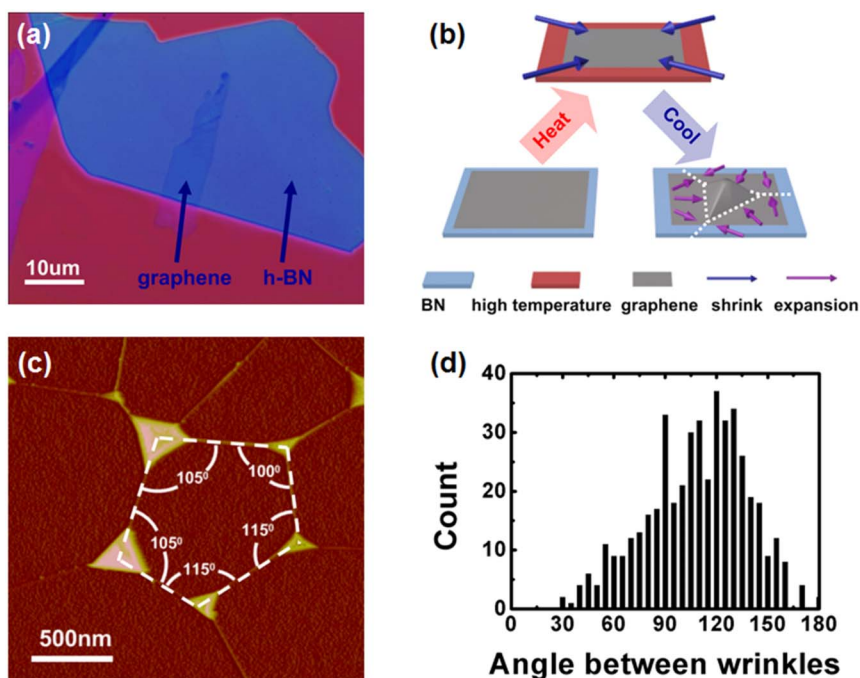 (a)
graphene
h-BN
10um
(b)
Heat
Cool
BN
high temperature
graphene
shrink
expansion
(c)
105⁰
100⁰
105⁰
115⁰
115⁰
500nm
(d)
40
30
20
10
0
Count
0 30 60 90 120 150 180
Angle between wrinkles